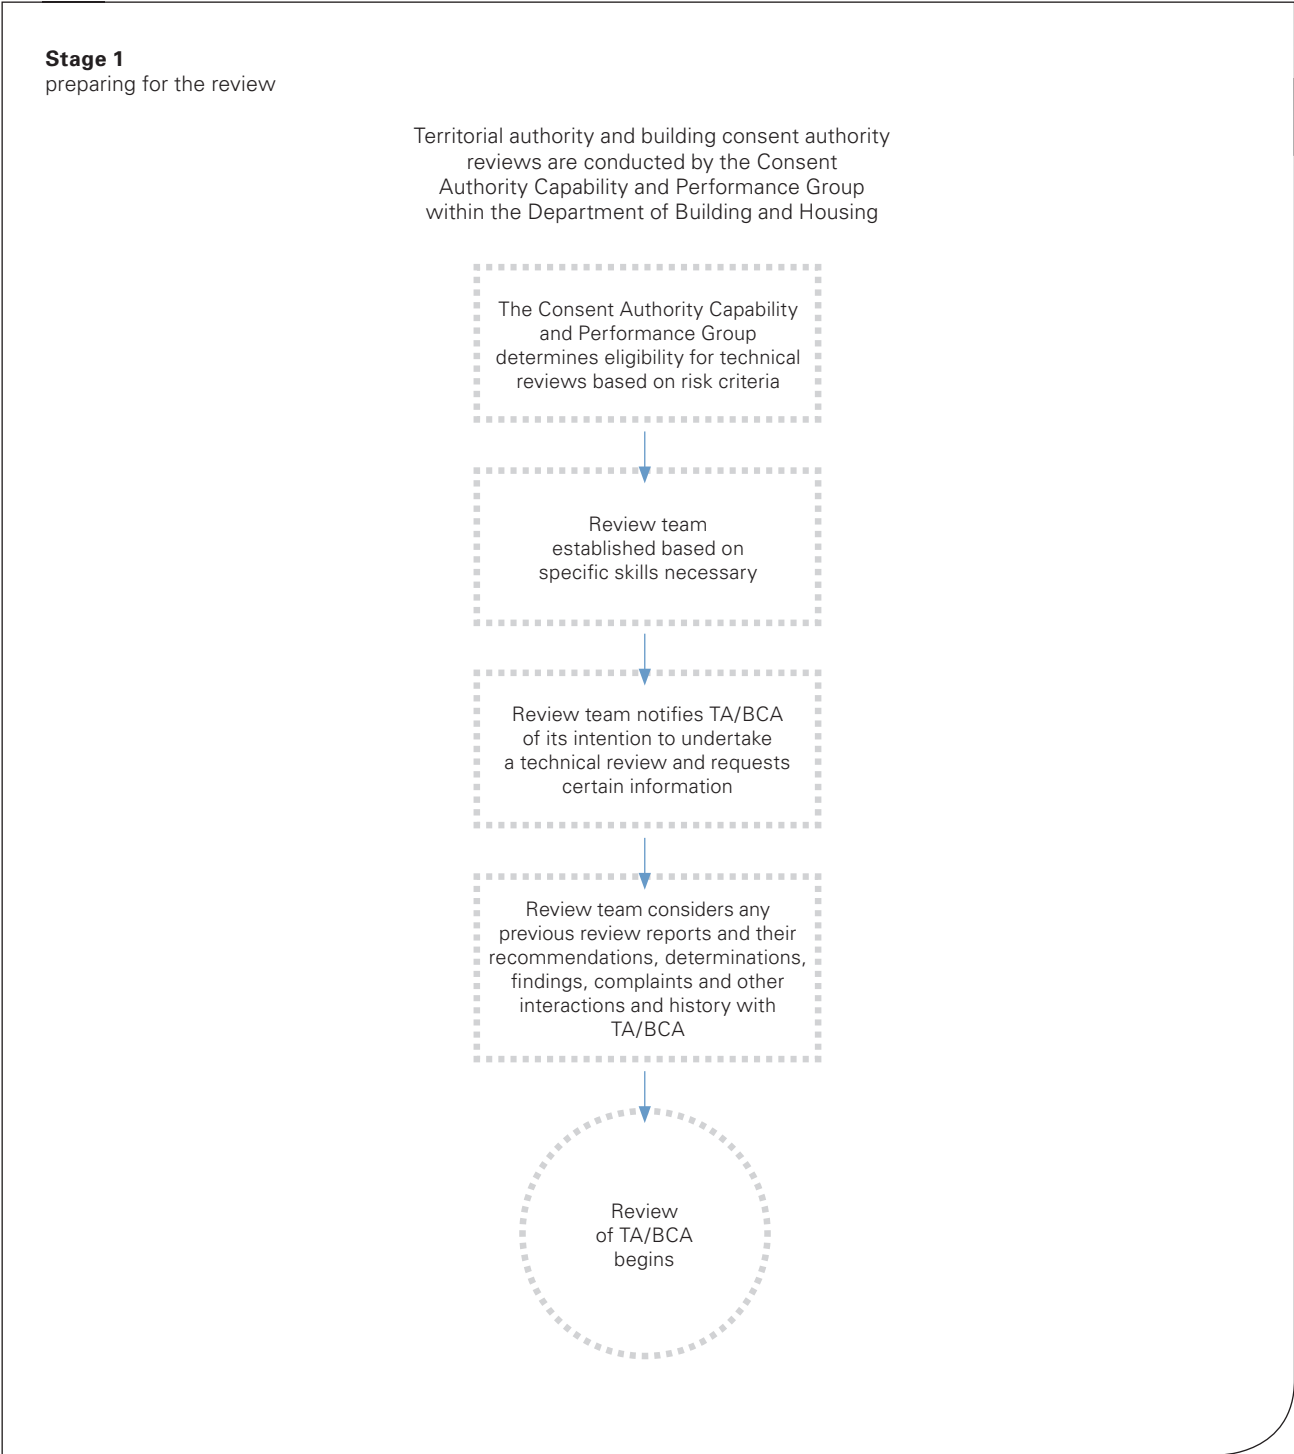 Stage 1
preparing for the review
Territorial authority and building consent authority
reviews are conducted by the Consent
Authority Capability and Performance Group
within the Department of Building and Housing
The Consent Authority Capability
and Performance Group
determines eligibility for technical
reviews based on risk criteria
Review team
established based on
specific skills necessary
Review team notifies TA/BCA
of its intention to undertake
a technical review and requests
certain information
Review team considers any
previous review reports and their
recommendations, determinations,
findings, complaints and other
interactions and history with
TA/BCA
Review
of TA/BCA
begins